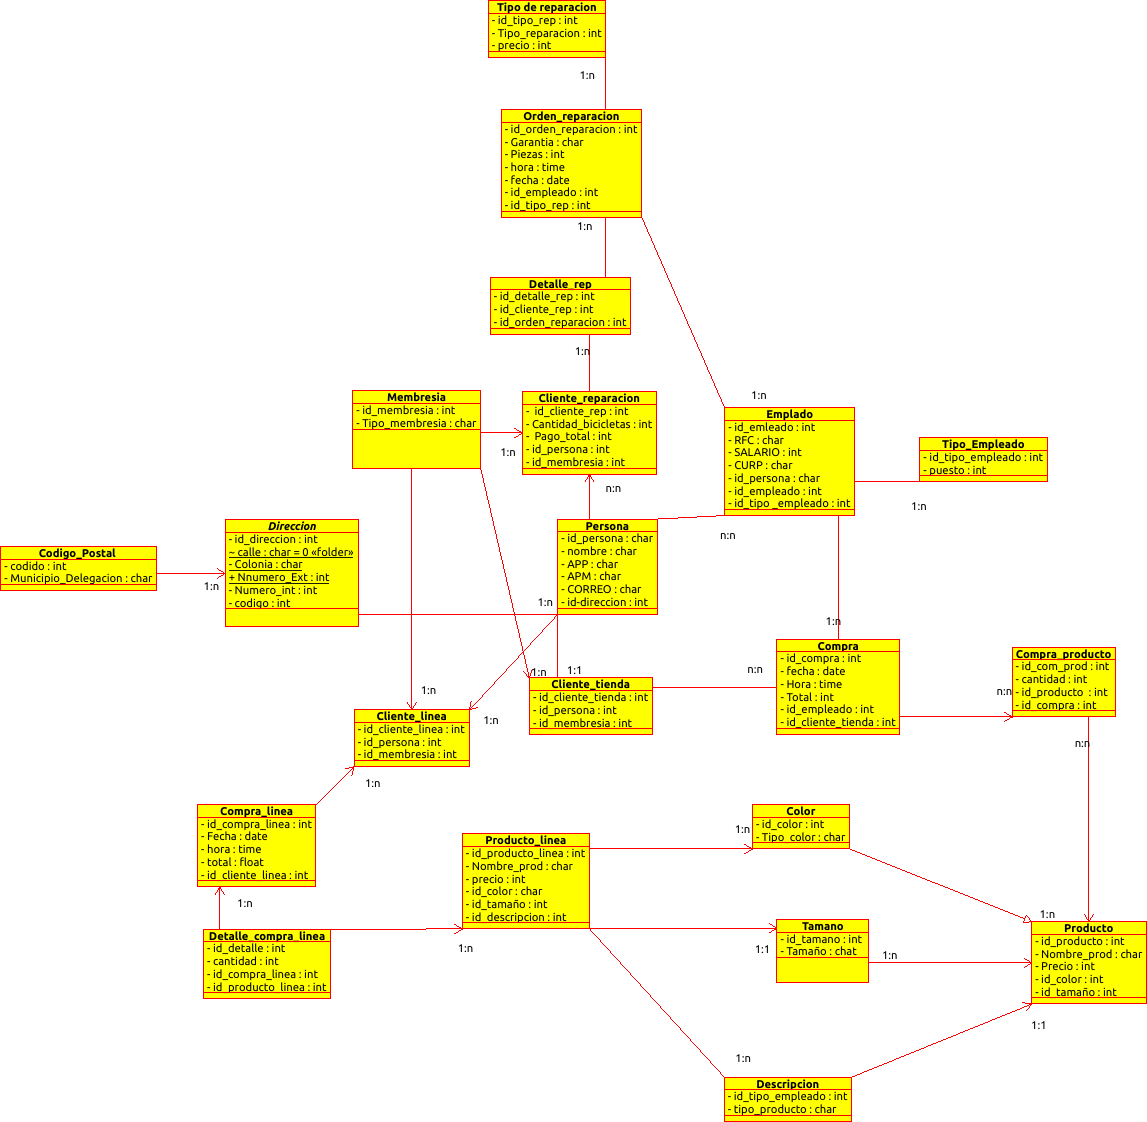 Tipo de reparacion
- id_tipo_rep : int
- Tipo_reparacion : int
- precio : int
1:n
Orden_reparacion
- id_orden_reparacion : int
- Garantia : char
- Piezas : int
- hora : time
- fecha : date
- id_empleado : int
- id_tipo_rep : int
1:n
Detalle_rep
- id_detalle_rep : int
- id_cliente_rep : int
- id_orden_reparacion : int
1:n
Membresia
- id_membresia : int
- Tipo_membresia : char
Cliente_reparacion
- id_cliente_rep : int
- Cantidad_bicicletas : int
- Pago_total : int
- id_persona : int
- id_membresia : int
1:n
n:n
1:n
Emplado
- id_emleado : int
- RFC : char
- SALARIO : int
- CURP : char
- id_persona : char
- id_empleado : int
- id_tipo _empleado : int
Tipo_Empleado
- id_tipo_empleado : int
- puesto : int
1:n
n:n
Direccion
- id_direccion : int
~ calle : char = 0 «folder»
- Colonia : char
+ Nnumero_Ext : int
- Numero_int : int
- codigo : int
Codigo_Postal
- codido : int
- Municipio_Delegacion : char
1:n
Persona
- id_persona : char
- nombre : char
- APP : char
- APM : char
- CORREO : char
- id-direccion : int
1:n
1:n
1:1
Cliente_tienda
- id_cliente_tienda : int
- id_persona : int
- id_membresia : int
n:n
1:n
Compra
- id_compra : int
- fecha : date
- Hora : time
- Total : int
- id_empleado : int
- id_cliente_tienda : int
n:n
Compra_producto
- id_com_prod : int
- cantidad : int
- id_producto : int
- id_compra : int
n:n
1:n
1:n
Cliente_linea
- id_cliente_linea : int
- id_persona : int
- id_membresia : int
1:n
Compra_linea
- id_compra_linea : int
- Fecha : date
- hora : time
- total : float
- id_cliente_linea : int
1:n
Detalle_compra_linea
- id_detalle : int
- cantidad : int
- id_compra_linea : int
- id_producto_linea : int
1:n
Producto_linea
- id_producto_linea : int
- Nombre_prod : char
- precio : int
- id_color : char
- id_tamaño : int
- id_descripcion : int
1:n
Color
- id_color : int
- Tipo_color : char
1:1
Tamano
- id_tamano : int
- Tamaño : chat
1:n
1:n
Producto
- id_producto : int
- Nombre_prod : char
- Precio : int
- id_color : int
- id_tamaño : int
1:1
1:n
Descripcion
- id_tipo_empleado : int
- tipo_producto : char